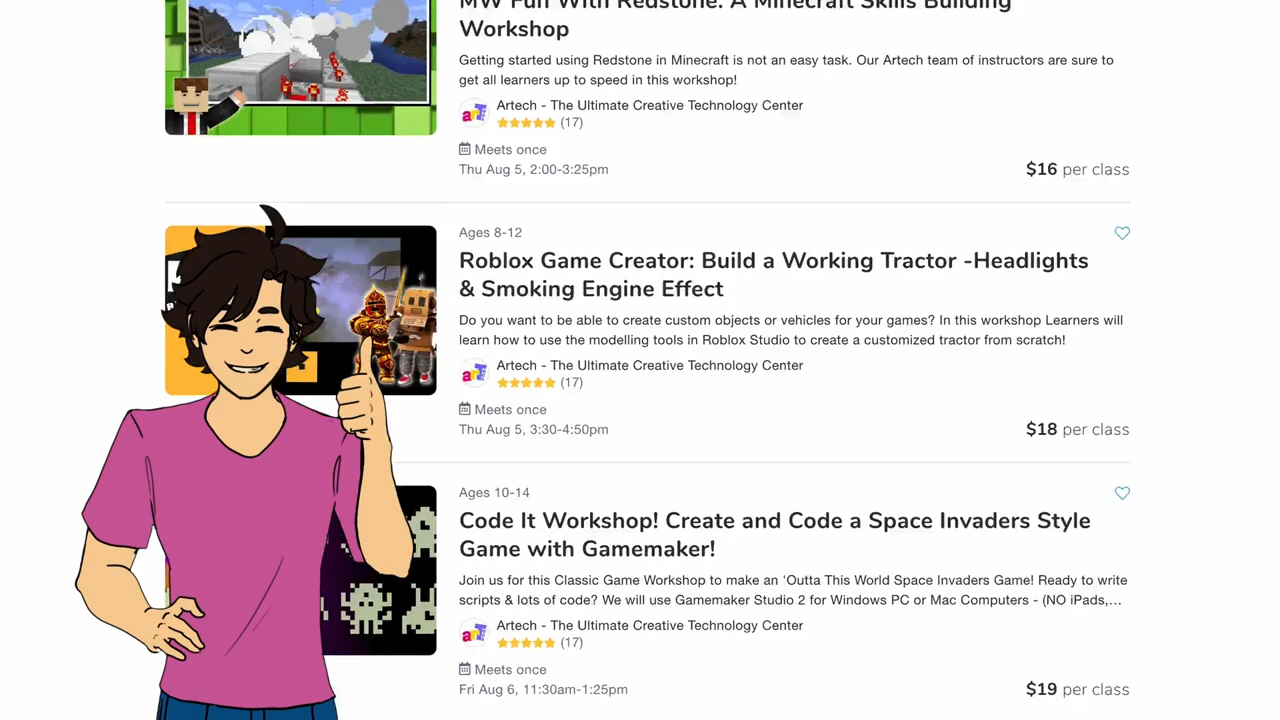 MW Fun With Redstone: A Minecraft Skills Building
Workshop
Getting started using Redstone in Minecraft is not an easy task. Our Artech team of instructors are sure to
get all learners up to speed in this workshop!
Artech - The Ultimate Creative Technology Center
(17)
Meets once
Thu Aug 5, 2:00-3:25pm
$16 per class
Ages 8-12
Roblox Game Creator: Build a Working Tractor -Headlights
& Smoking Engine Effect
Do you want to be able to create custom objects or vehicles for your games? In this workshop Learners will
learn how to use the modelling tools in Roblox Studio to create a customized tractor from scratch!
Artech - The Ultimate Creative Technology Center
(17)
Meets once
Thu Aug 5, 3:30-4:50pm
$18 per class
Ages 10-14
Code It Workshop! Create and Code a Space Invaders Style
Game with Gamemaker!
Join us for this Classic Game Workshop to make an 'Outta This World Space Invaders Game! Ready to write
scripts & lots of code? We will use Gamemaker Studio 2 for Windows PC or Mac Computers - (NO iPads,…
Artech - The Ultimate Creative Technology Center
(17)
Meets once
Fri Aug 6, 11:30am-1:25pm
$19 per class